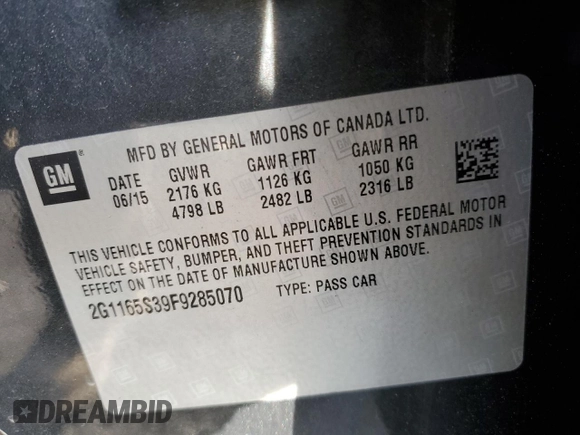 MFD BY GENERAL MOTORS OF CANADA LTD.
GM
DATE GVWR GAWR FRT GAWR RR
06/15 2176 KG 1126 KG 1050 KG
4798 LB 2482 LB 2316 LB
THIS VEHICLE CONFORMS TO ALL APPLICABLE U.S. FEDERAL MOTOR
VEHICLE SAFETY, BUMPER, AND THEFT PREVENTION STANDARDS IN
EFFECT ON THE DATE OF MANUFACTURE SHOWN ABOVE.
2G1165S39F9285070 TYPE: PASS CAR
DREAMBID